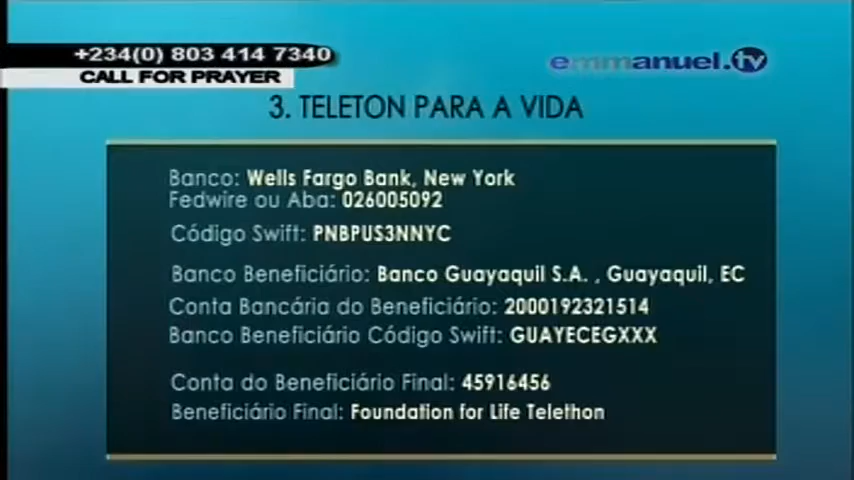 +234(0) 803 414 7340
CALL FOR PRAYER
emmanuel.tv
3. TELETON PARA A VIDA
Banco: Wells Fargo Bank, New York
Fedwire ou Aba: 026005092
Código Swift: PNBPUS3NNYC
Banco Beneficiário: Banco Guayaquil S.A. , Guayaquil, EC
Conta Bancária do Beneficiário: 2000192321514
Banco Beneficiário Código Swift: GUAYECEGXXX
Conta do Beneficiário Final: 45916456
Beneficiário Final: Foundation for Life Telethon